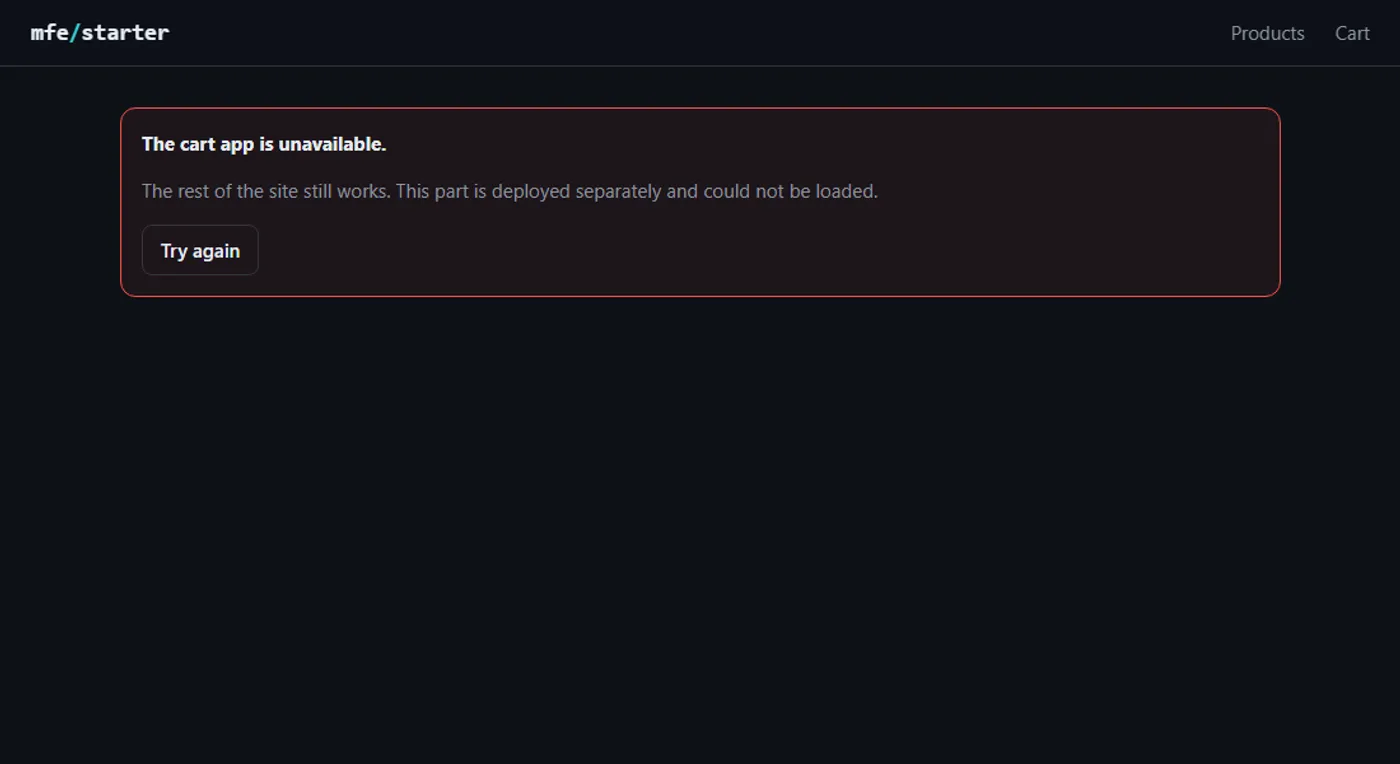 mfe/starter
Products Cart
The cart app is unavailable.
The rest of the site still works. This part is deployed separately and could not be loaded.
Try again